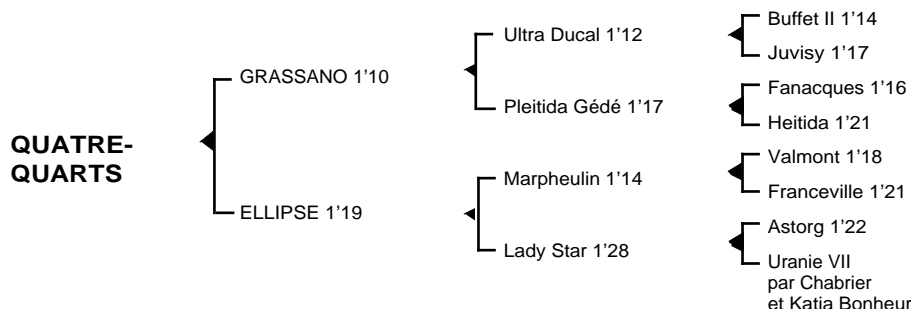 QUATRE-
QUARTS
GRASSANO 1’10
ELLIPSE 1’19
Ultra Ducal 1’12
Pleitida Gédé 1’17
Marpheulin 1’14
Lady Star 1’28
Buffet II 1’14
Juvisy 1’17
Fanacques 1’16
Heitida 1’21
Valmont 1’18
Franceville 1’21
Astorg 1’22
Uranie VII
par Chabrier
et Katia Bonheur